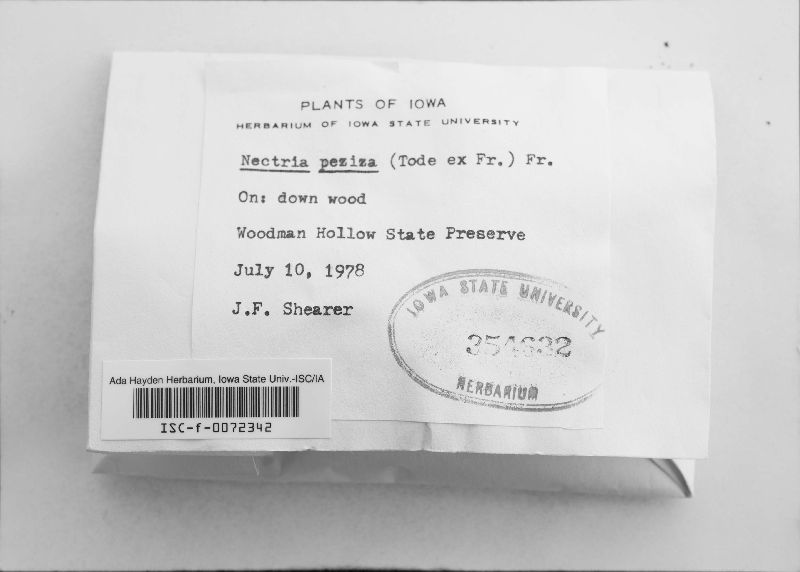 PLANTS OF IOWA
HERBARIUM OF IOWA STATE UNIVERSITY
Nectria peziza (Tode ex Fr.) Fr.
On: down wood
Woodman Hollow State Preserve
July 10, 1978
J.F. Shearer
IOWA STATE UNIVERSITY
354632
HERBARIUM
Ada Hayden Herbarium, Iowa State Univ.-ISC/IA
ISC-f-0072342